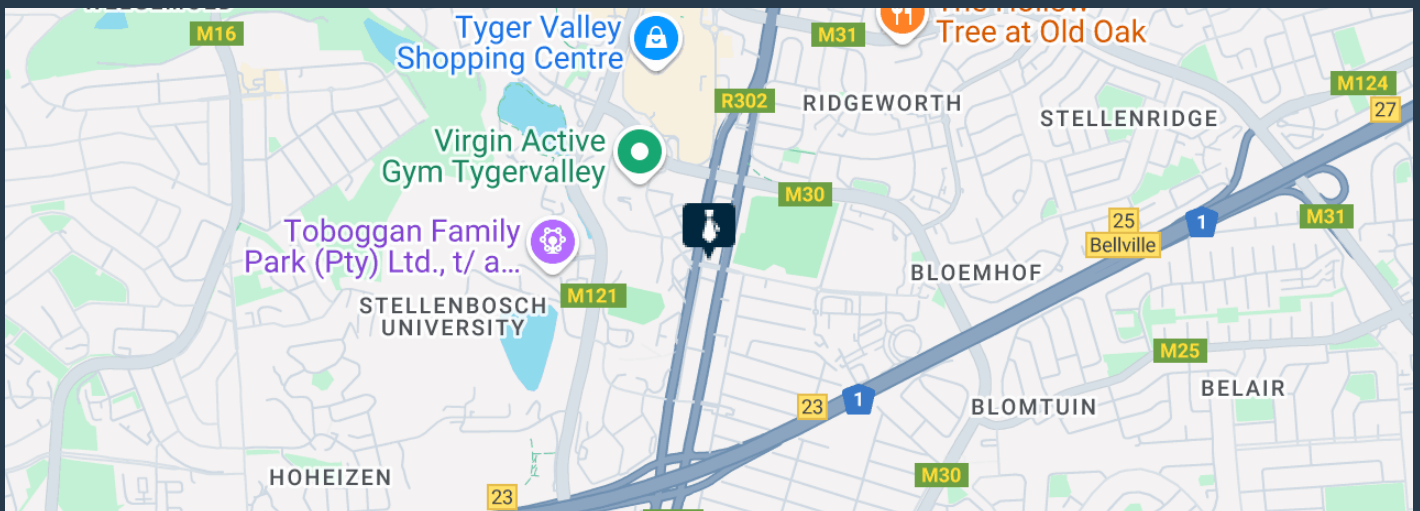 M16
Tyger Valley
Shopping Centre
M31
Tree at Old Oak
R302
RIDGEWORTH
STELLENRIDGE
M124
27
Virgin Active
Gym Tygervalley
M30
Toboggan Family
Park (Pty) Ltd., t/ a...
25
Bellville
1
M31
BLOEMHOF
STELLENBOSCH
UNIVERSITY
M121
M25
BELAIR
23
1
BLOMTUIN
HOHEIZEN
M30
23